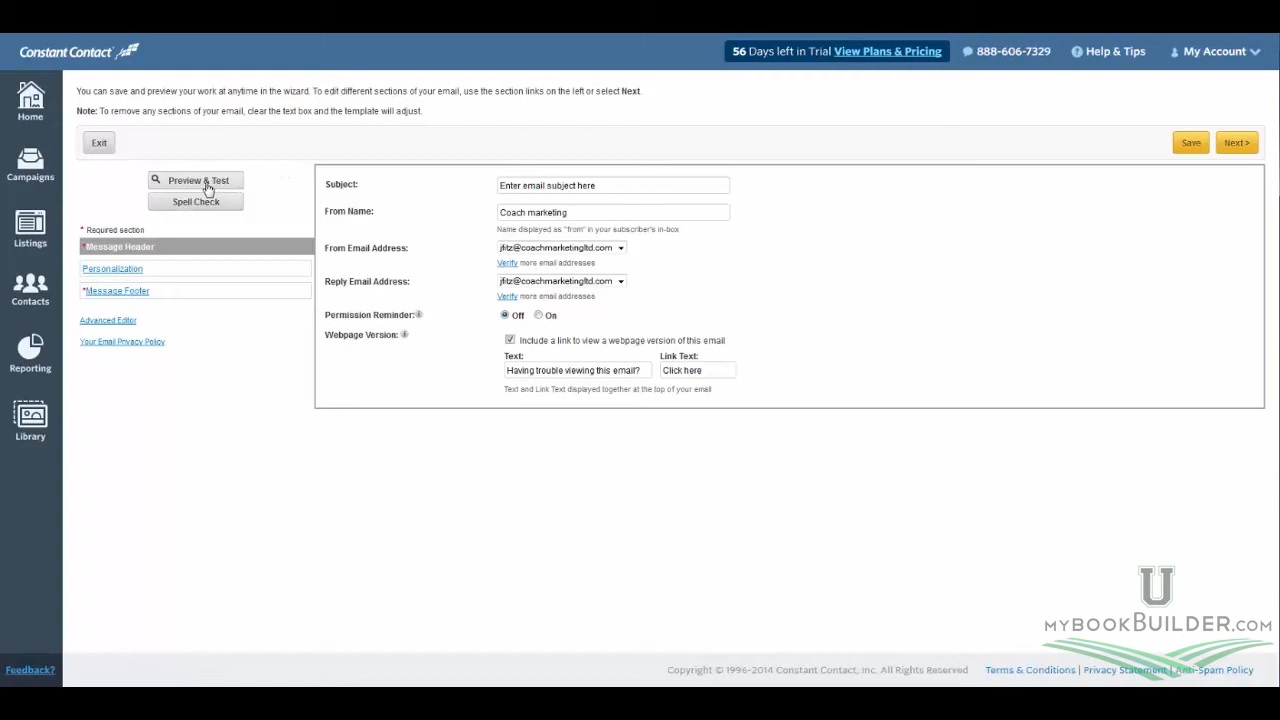 Constant Contact
56 Days left in Trial View Plans & Pricing
888-606-7329
Help & Tips
My Account
Home
Campaigns
Listings
Contacts
Reporting
Library
Feedback?
You can save and preview your work at anytime in the wizard. To edit different sections of your email, use the section links on the left or select Next.
Note: To remove any sections of your email, clear the text box and the template will adjust.
Exit
Save
Next >
Preview & Test
Spell Check
* Required section
*Message Header
Personalization
*Message Footer
Advanced Editor
Your Email Privacy Policy
Subject: Enter email subject here
From Name: Coach marketing
Name displayed as "from" in your subscriber's in-box
From Email Address: jfitz@coachmarketingltd.com
Verify more email addresses
Reply Email Address: jfitz@coachmarketingltd.com
Verify more email addresses
Permission Reminder: Off On
Webpage Version: Include a link to view a webpage version of this email
Text: Link Text:
Having trouble viewing this email? Click here
Text and Link Text displayed together at the top of your email
U
MYBOOKBUILDER.COM
Copyright © 1996-2014 Constant Contact, Inc. All Rights Reserved
Terms & Conditions | Privacy Statement | Anti-Spam Policy